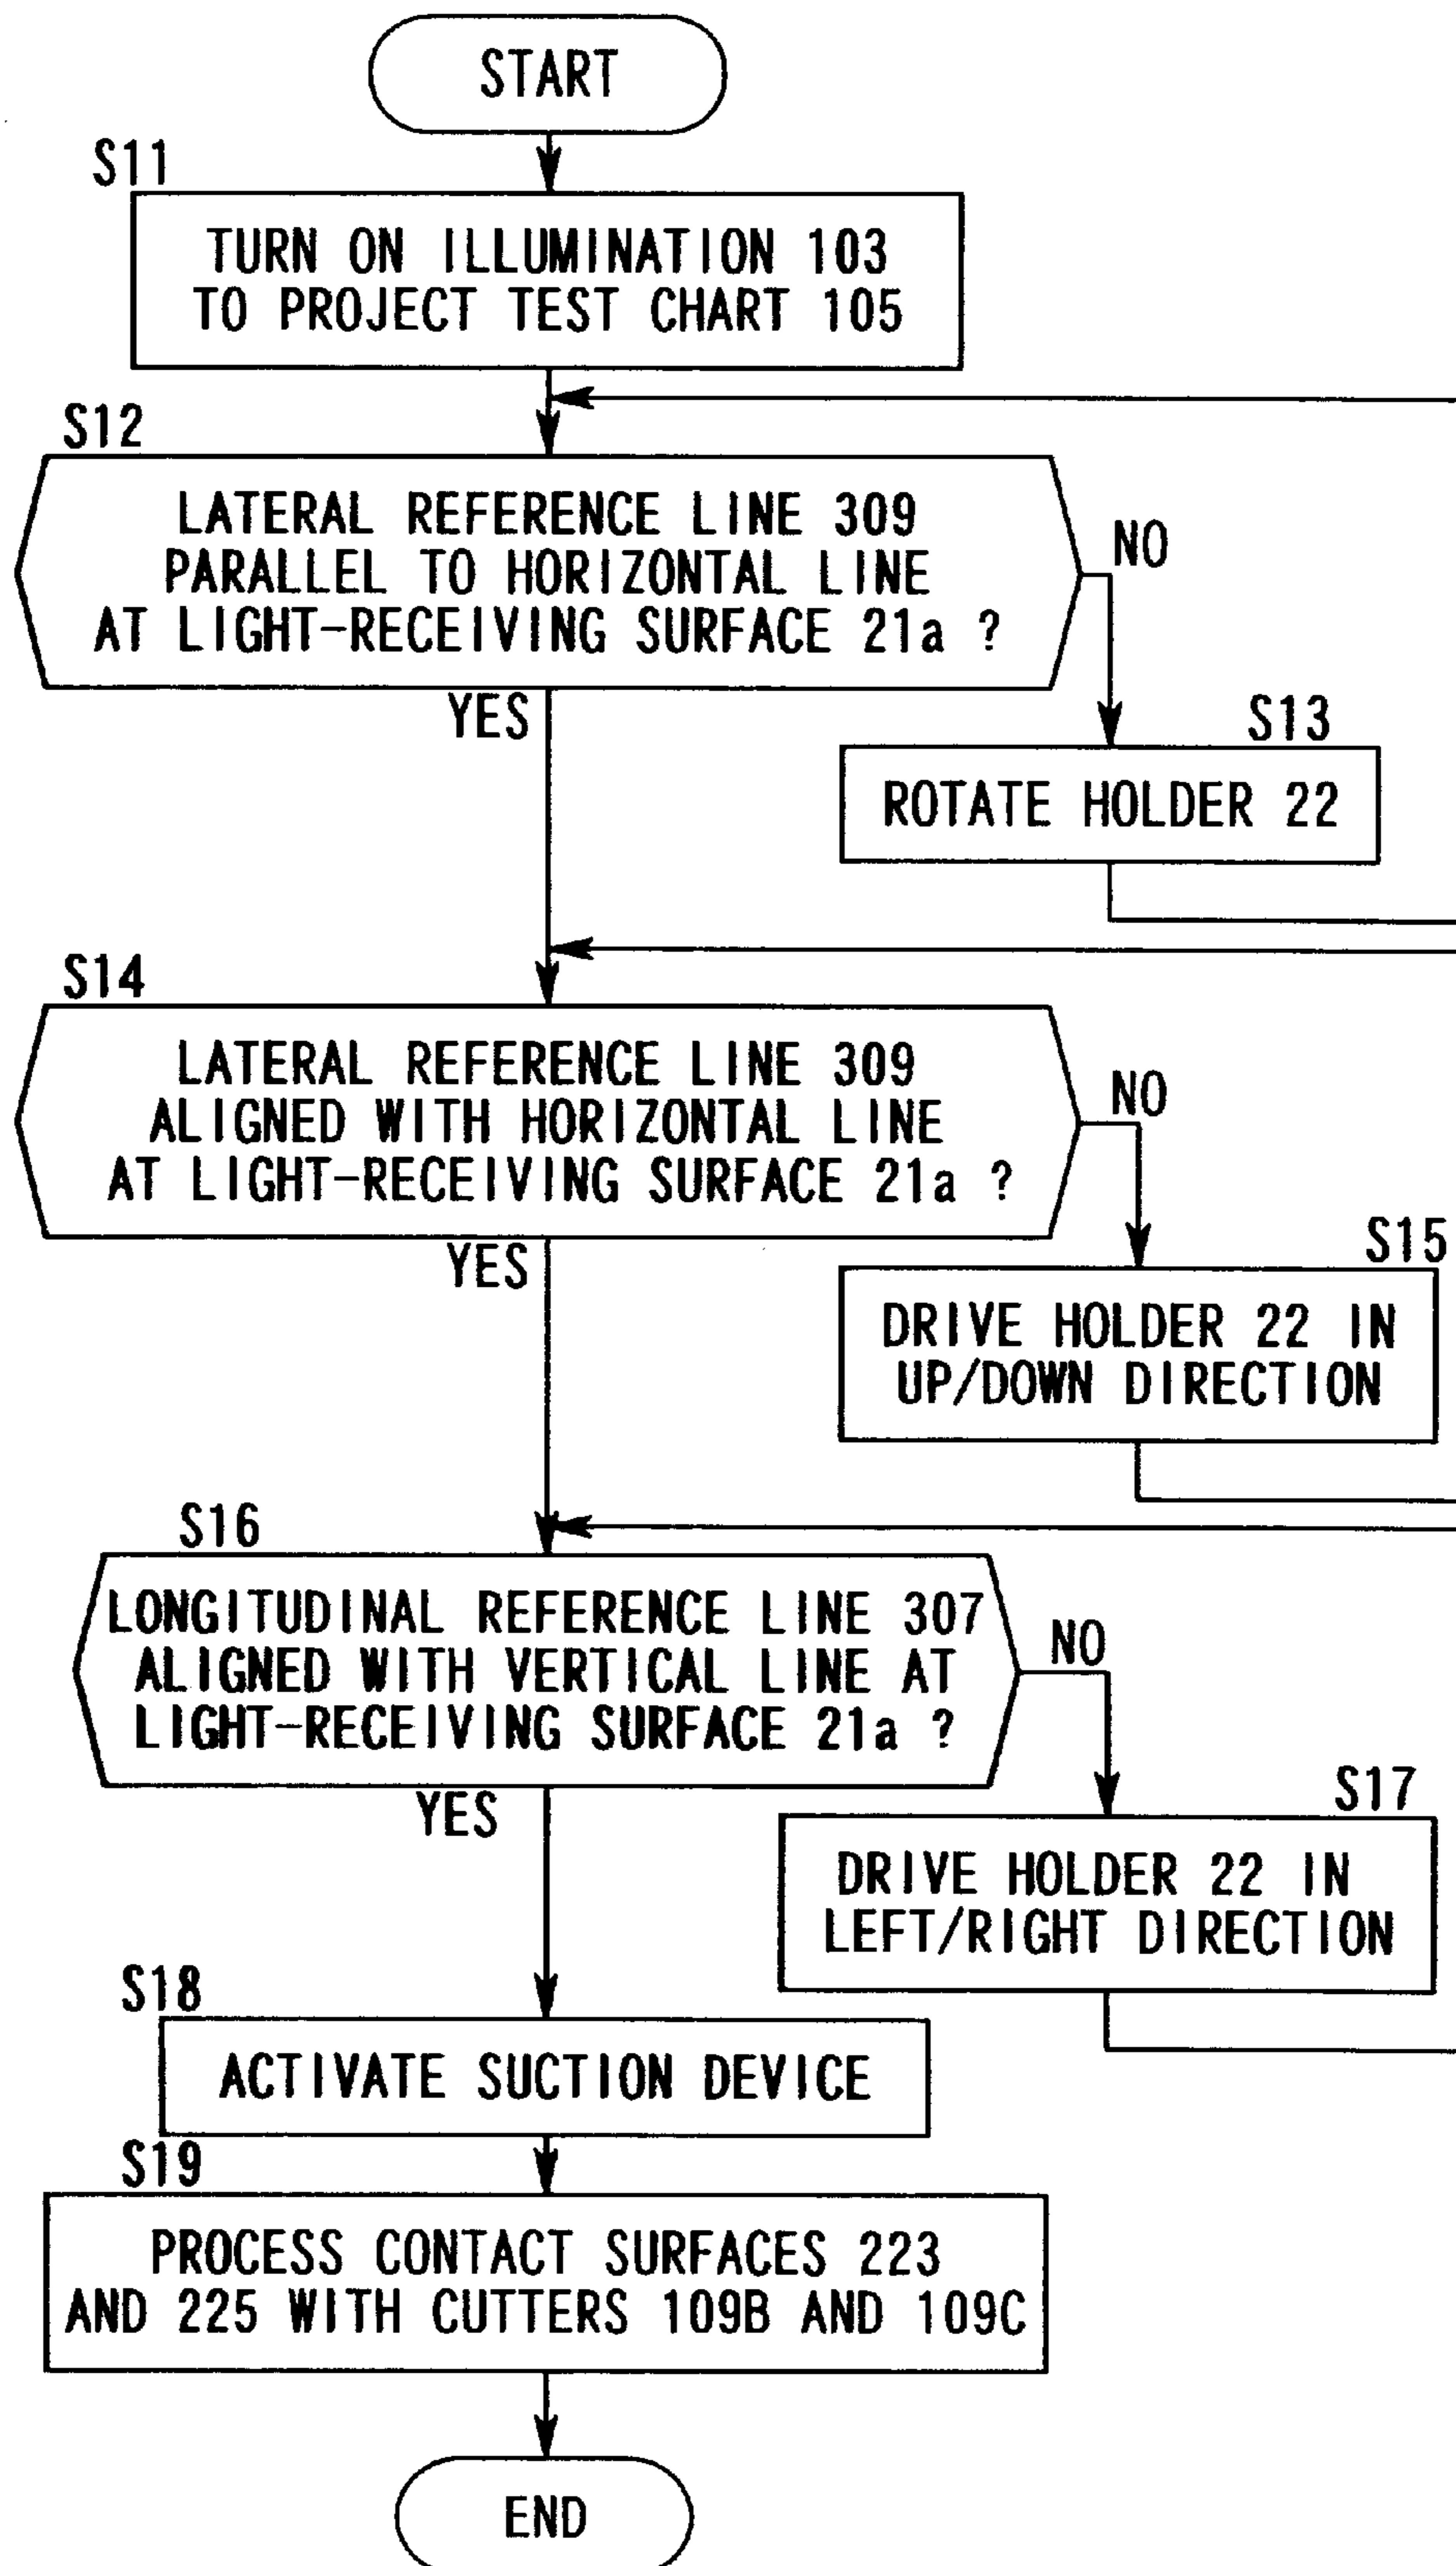 START
S11
TURN ON ILLUMINATION 103
TO PROJECT TEST CHART 105
S12
LATERAL REFERENCE LINE 309
PARALLEL TO HORIZONTAL LINE
AT LIGHT-RECEIVING SURFACE 21a ?
NO
YES
S13
ROTATE HOLDER 22
S14
LATERAL REFERENCE LINE 309
ALIGNED WITH HORIZONTAL LINE
AT LIGHT-RECEIVING SURFACE 21a ?
NO
YES
S15
DRIVE HOLDER 22 IN
UP/DOWN DIRECTION
S16
LONGITUDINAL REFERENCE LINE 307
ALIGNED WITH VERTICAL LINE AT
LIGHT-RECEIVING SURFACE 21a ?
NO
YES
S17
DRIVE HOLDER 22 IN
LEFT/RIGHT DIRECTION
S18
ACTIVATE SUCTION DEVICE
S19
PROCESS CONTACT SURFACES 223
AND 225 WITH CUTTERS 109B AND 109C
END